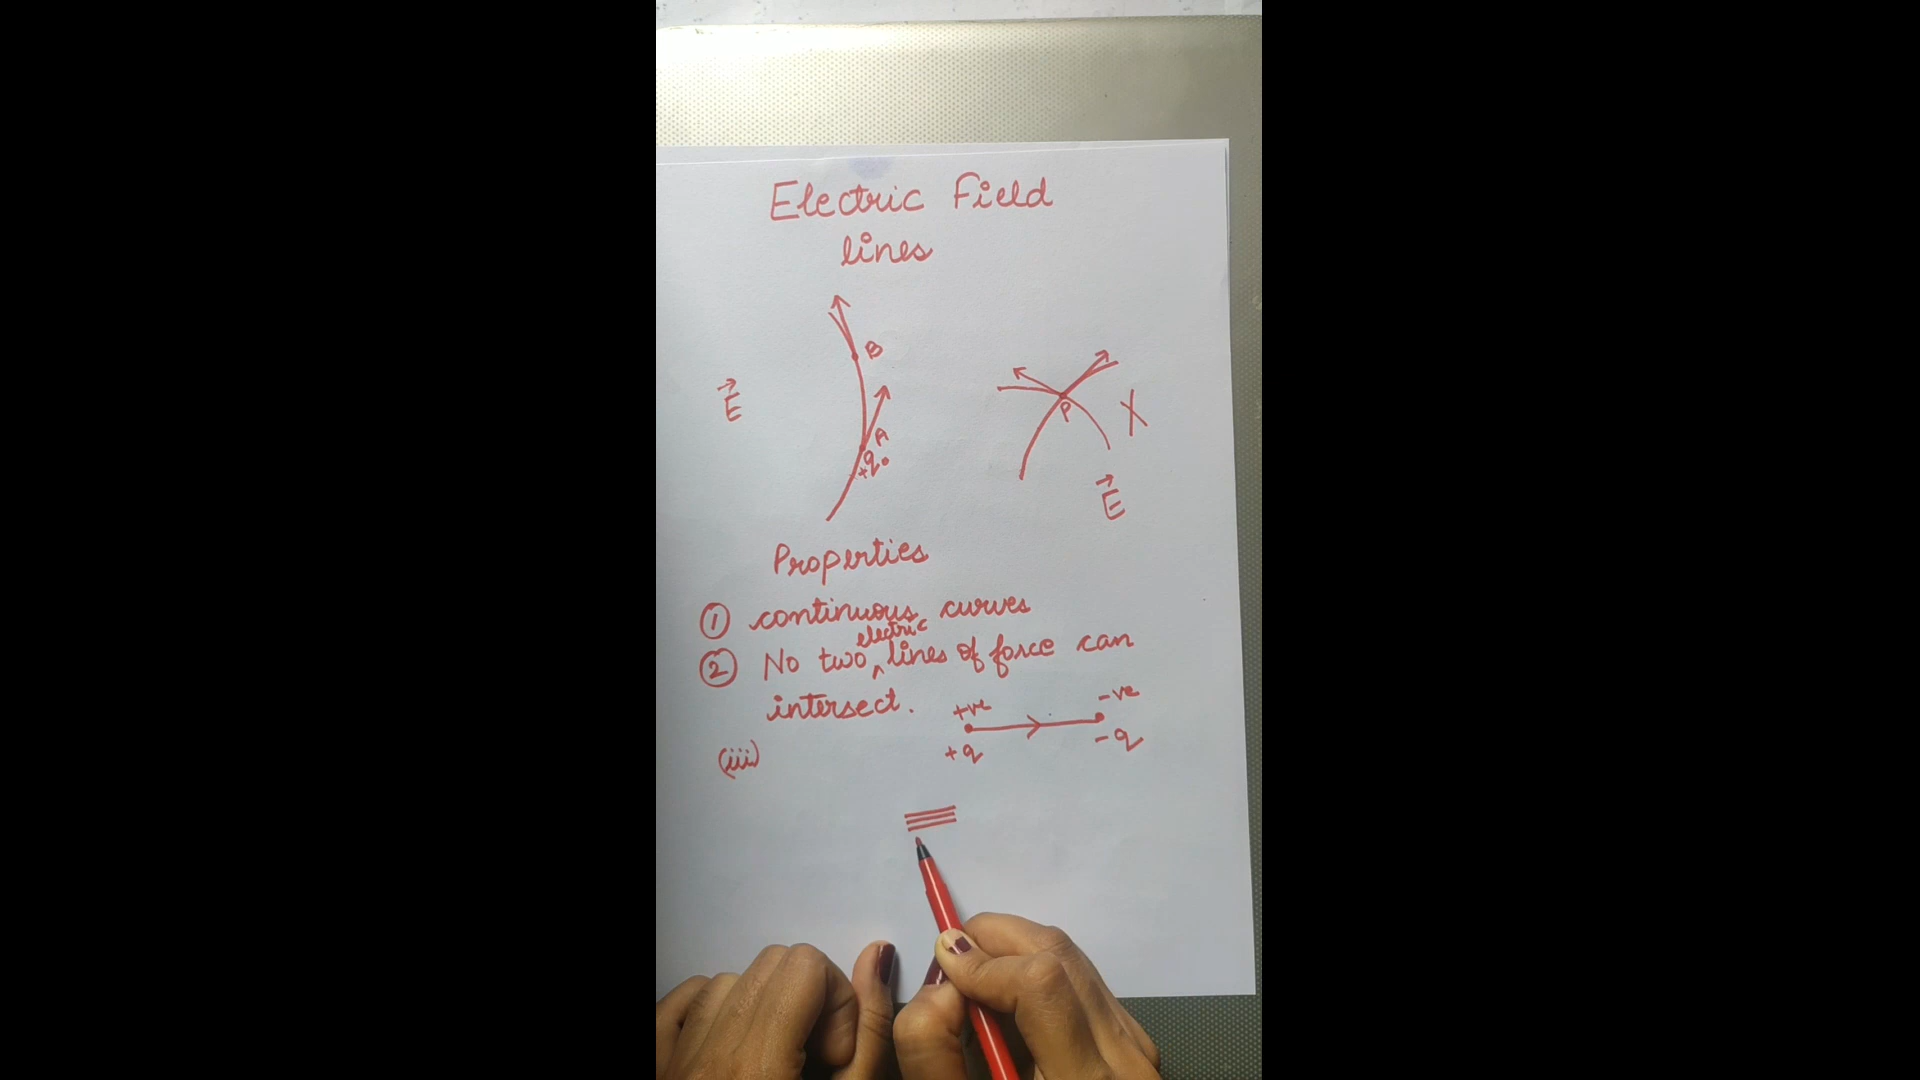 Electric Field
lines
B
E
A
+q
P
X
E
Properties
① continuous curves
electric
② No two ^ lines of force can
intersect.
+ve -ve
+q -q
(iii)